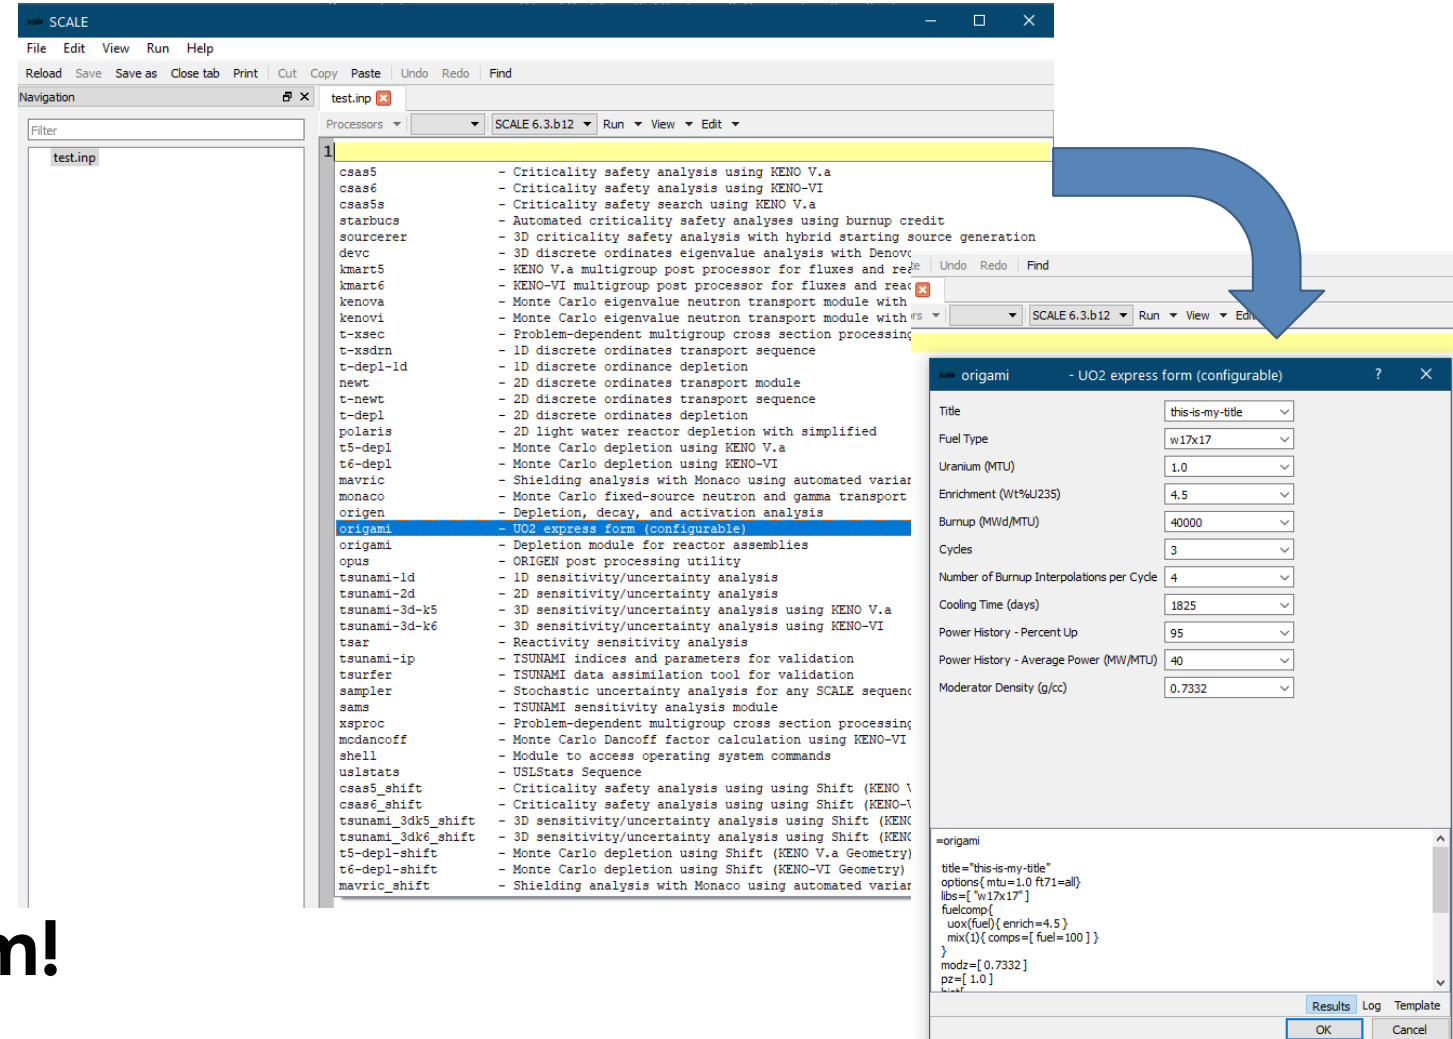 SCALE
File Edit View Run Help
Reload Save Save as Close tab Print Cut Copy Paste Undo Redo Find
Navigation
test.inp
Filter
test.inp
Processors SCALE 6.3.b12 Run View Edit
1
csas5 - Criticality safety analysis using KENO V.a
csas6 - Criticality safety analysis using KENO-VI
csas5s - Criticality safety search using KENO V.a
starbucs - Automated criticality safety analyses using burnup credit
sourcerer - 3D criticality safety analysis with hybrid starting source generation
devc - 3D discrete ordinates eigenvalue analysis with Denovo
kmart5 - KENO V.a multigroup post processor for fluxes and
kmart6 - KENO-VI multigroup post processor for fluxes and
kenova - Monte Carlo eigenvalue neutron transport module with
kenovi - Monte Carlo eigenvalue neutron transport module with
t-xsec - Problem-dependent multigroup cross section processing
t-xsdrn - 1D discrete ordinates transport sequence
t-depl-1d - 1D discrete ordinance depletion
newt - 2D discrete ordinates transport module
t-newt - 2D discrete ordinates transport sequence
t-depl - 2D discrete ordinates depletion
polaris - 2D light water reactor depletion with simplified
t5-depl - Monte Carlo depletion using KENO V.a
t6-depl - Monte Carlo depletion using KENO-VI
mavric - Shielding analysis with Monaco using automated varian
monaco - Monte Carlo fixed-source neutron and gamma transport
origen - Depletion, decay, and activation analysis
origami - UO2 express form (configurable)
origami - Depletion module for reactor assemblies
opus - ORIGEN post processing utility
tsunami-1d - 1D sensitivity/uncertainty analysis
tsunami-2d - 2D sensitivity/uncertainty analysis
tsunami-3d-k5 - 3D sensitivity/uncertainty analysis using KENO V.a
tsunami-3d-k6 - 3D sensitivity/uncertainty analysis using KENO-VI
tsar - Reactivity sensitivity analysis
tsunami-ip - TSUNAMI indices and parameters for validation
tsurfer - TSUNAMI data assimilation tool for validation
sampler - Stochastic uncertainty analysis for any SCALE sequenc
sams - TSUNAMI sensitivity analysis module
xsproc - Problem-dependent multigroup cross section processing
mcdancoff - Monte Carlo Dancoff factor calculation using KENO-VI
shell - Module to access operating system commands
uslstats - USLStats Sequence
csas5_shift - Criticality safety analysis using using Shift (KENO
csas6_shift - Criticality safety analysis using using Shift (KENO-
tsunami_3dk5_shift - 3D sensitivity/uncertainty analysis using Shift (KENO
tsunami_3dk6_shift - 3D sensitivity/uncertainty analysis using Shift (KENO
t5-depl-shift - Monte Carlo depletion using Shift (KENO V.a Geometry)
t6-depl-shift - Monte Carlo depletion using Shift (KENO-VI Geometry)
mavric_shift - Shielding analysis with Monaco using automated varian
m!
Undo Redo Find
SCALE 6.3.b12 Run View
origami - UO2 express form (configurable) ?
Title this-is-my-title
Fuel Type w17x17
Uranium (MTU) 1.0
Enrichment (Wt%U235) 4.5
Burnup (MWd/MTU) 40000
Cycles 3
Number of Burnup Interpolations per Cycle 4
Cooling Time (days) 1825
Power History - Percent Up 95
Power History - Average Power (MW/MTU) 40
Moderator Density (g/cc) 0.7332
=origami
title="this-is-my-title"
options{ mtu=1.0 ft71=all}
libs=[ "w17x17" ]
fuelcomp{
uox(fuel){ enrich=4.5 }
mix(1){ comps=[ fuel=100 ] }
}
modz=[ 0.7332 ]
pz=[ 1.0 ]
hist[
Results Log Template
OK Cancel